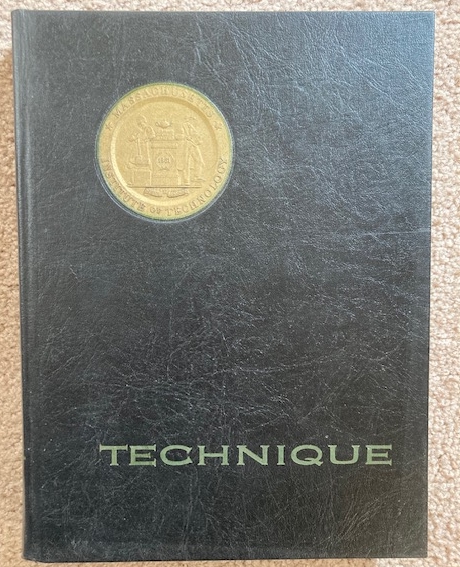 MASSACHUSETTS
INSTITUTE OF TECHNOLOGY
TECHNIQUE